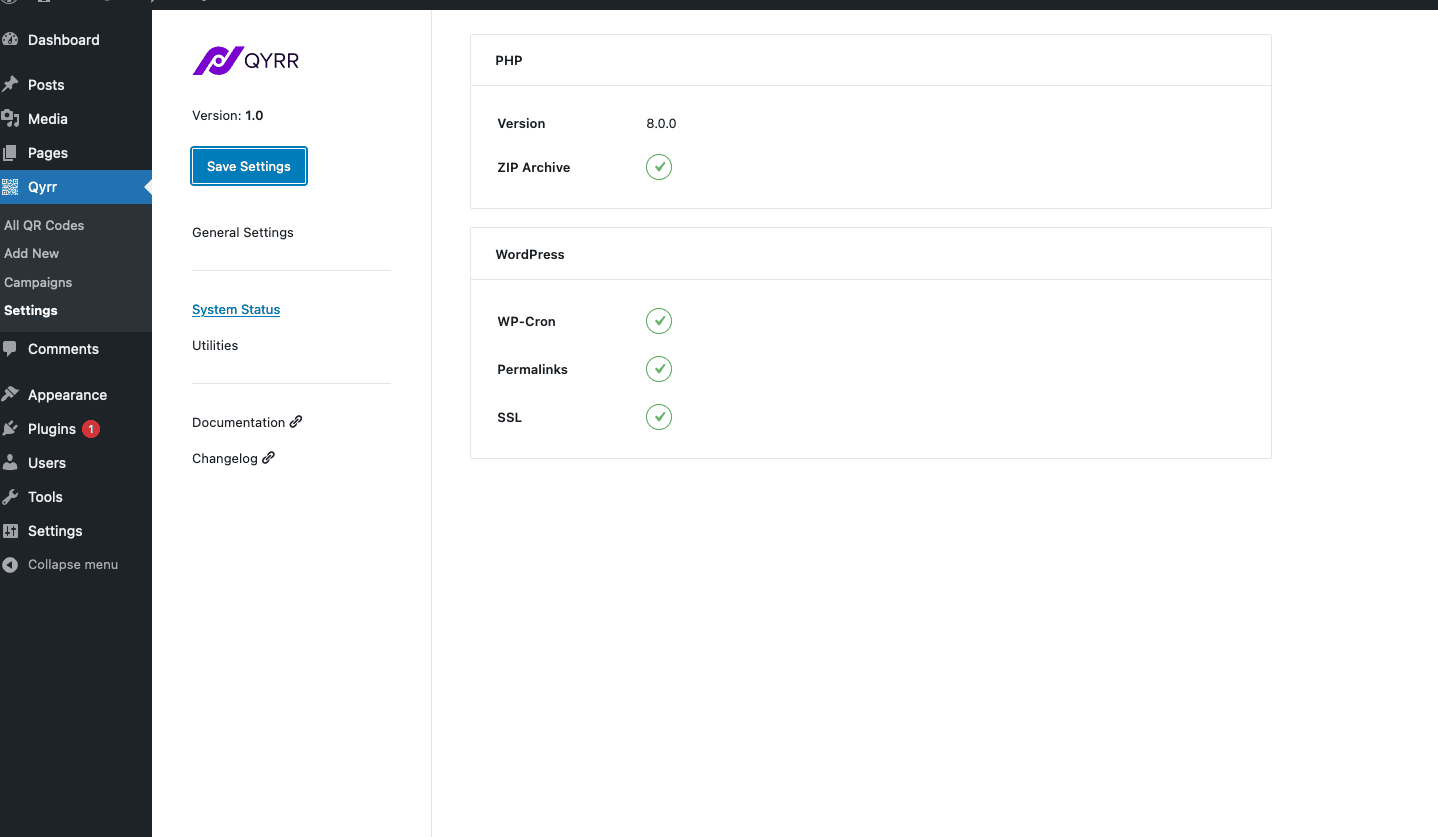 Dashboard
Posts
Media
Pages
Qyrr
All QR Codes
Add New
Campaigns
Settings
Comments
Appearance
Plugins 1
Users
Tools
Settings
Collapse menu
QYRR
Version: 1.0
Save Settings
General Settings
System Status
Utilities
Documentation
Changelog
PHP
Version 8.0.0
ZIP Archive
WordPress
WP-Cron
Permalinks
SSL